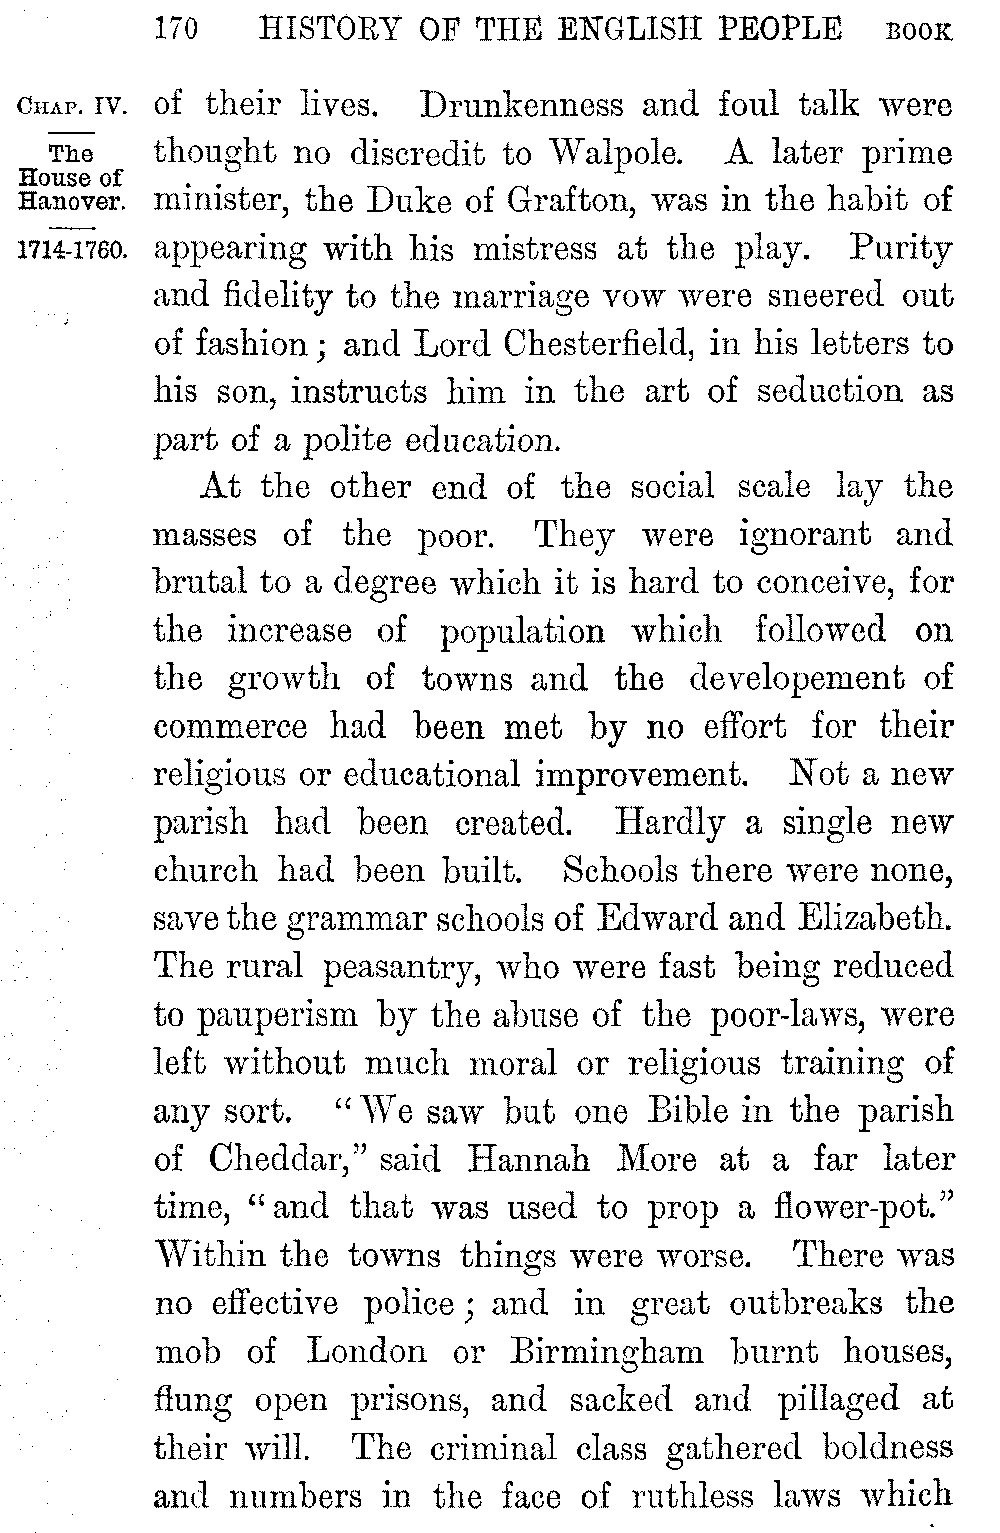 170 HISTORY OF THE ENGLISH PEOPLE BOOK
CHAP. IV.
The
House of
Hanover.
1714-1760.
of their lives. Drunkenness and foul talk were
thought no discredit to Walpole. A later prime
minister, the Duke of Grafton, was in the habit of
appearing with his mistress at the play. Purity
and fidelity to the marriage vow were sneered out
of fashion; and Lord Chesterfield, in his letters to
his son, instructs him in the art of seduction as
part of a polite education.
At the other end of the social scale lay the
masses of the poor. They were ignorant and
brutal to a degree which it is hard to conceive, for
the increase of population which followed on
the growth of towns and the developement of
commerce had been met by no effort for their
religious or educational improvement. Not a new
parish had been created. Hardly a single new
church had been built. Schools there were none,
save the grammar schools of Edward and Elizabeth.
The rural peasantry, who were fast being reduced
to pauperism by the abuse of the poor-laws, were
left without much moral or religious training of
any sort. "We saw but one Bible in the parish
of Cheddar," said Hannah More at a far later
time, "and that was used to prop a flower-pot."
Within the towns things were worse. There was
no effective police; and in great outbreaks the
mob of London or Birmingham burnt houses,
flung open prisons, and sacked and pillaged at
their will. The criminal class gathered boldness
and numbers in the face of ruthless laws which